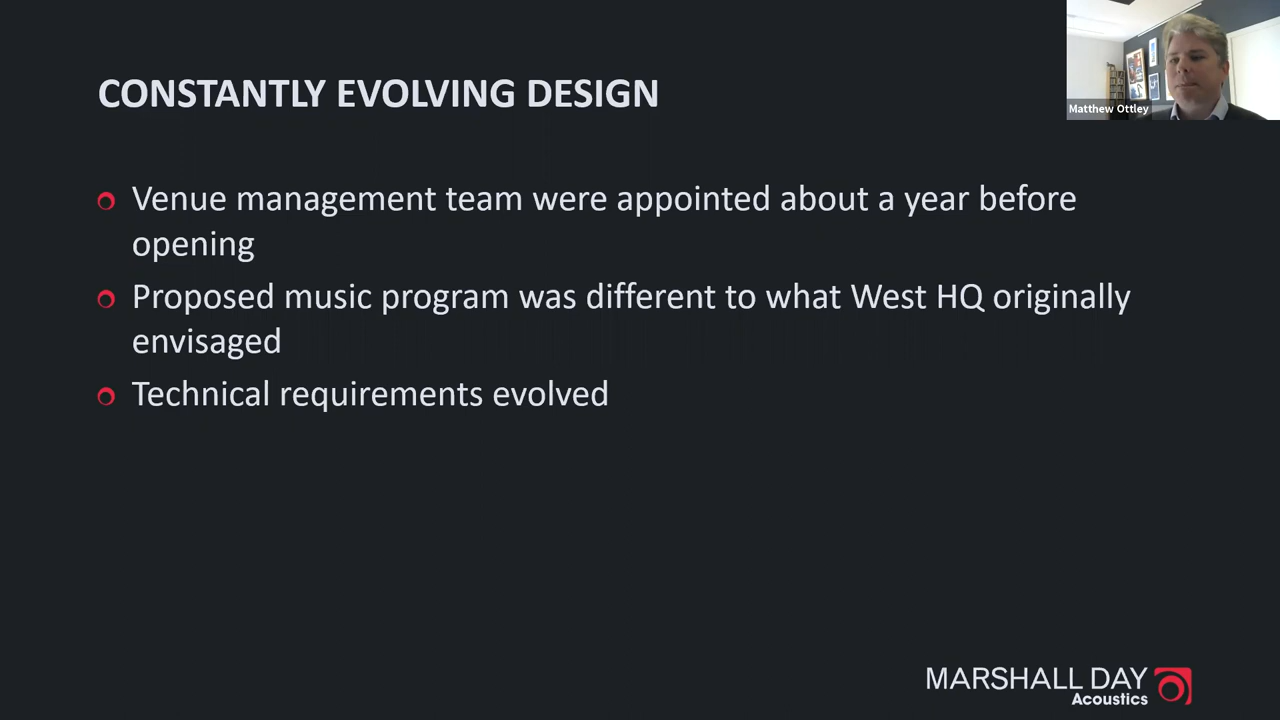 CONSTANTLY EVOLVING DESIGN
Matthew Ottley
Venue management team were appointed about a year before
opening
Proposed music program was different to what West HQ originally
envisaged
Technical requirements evolved
MARSHALL DAY
Acoustics